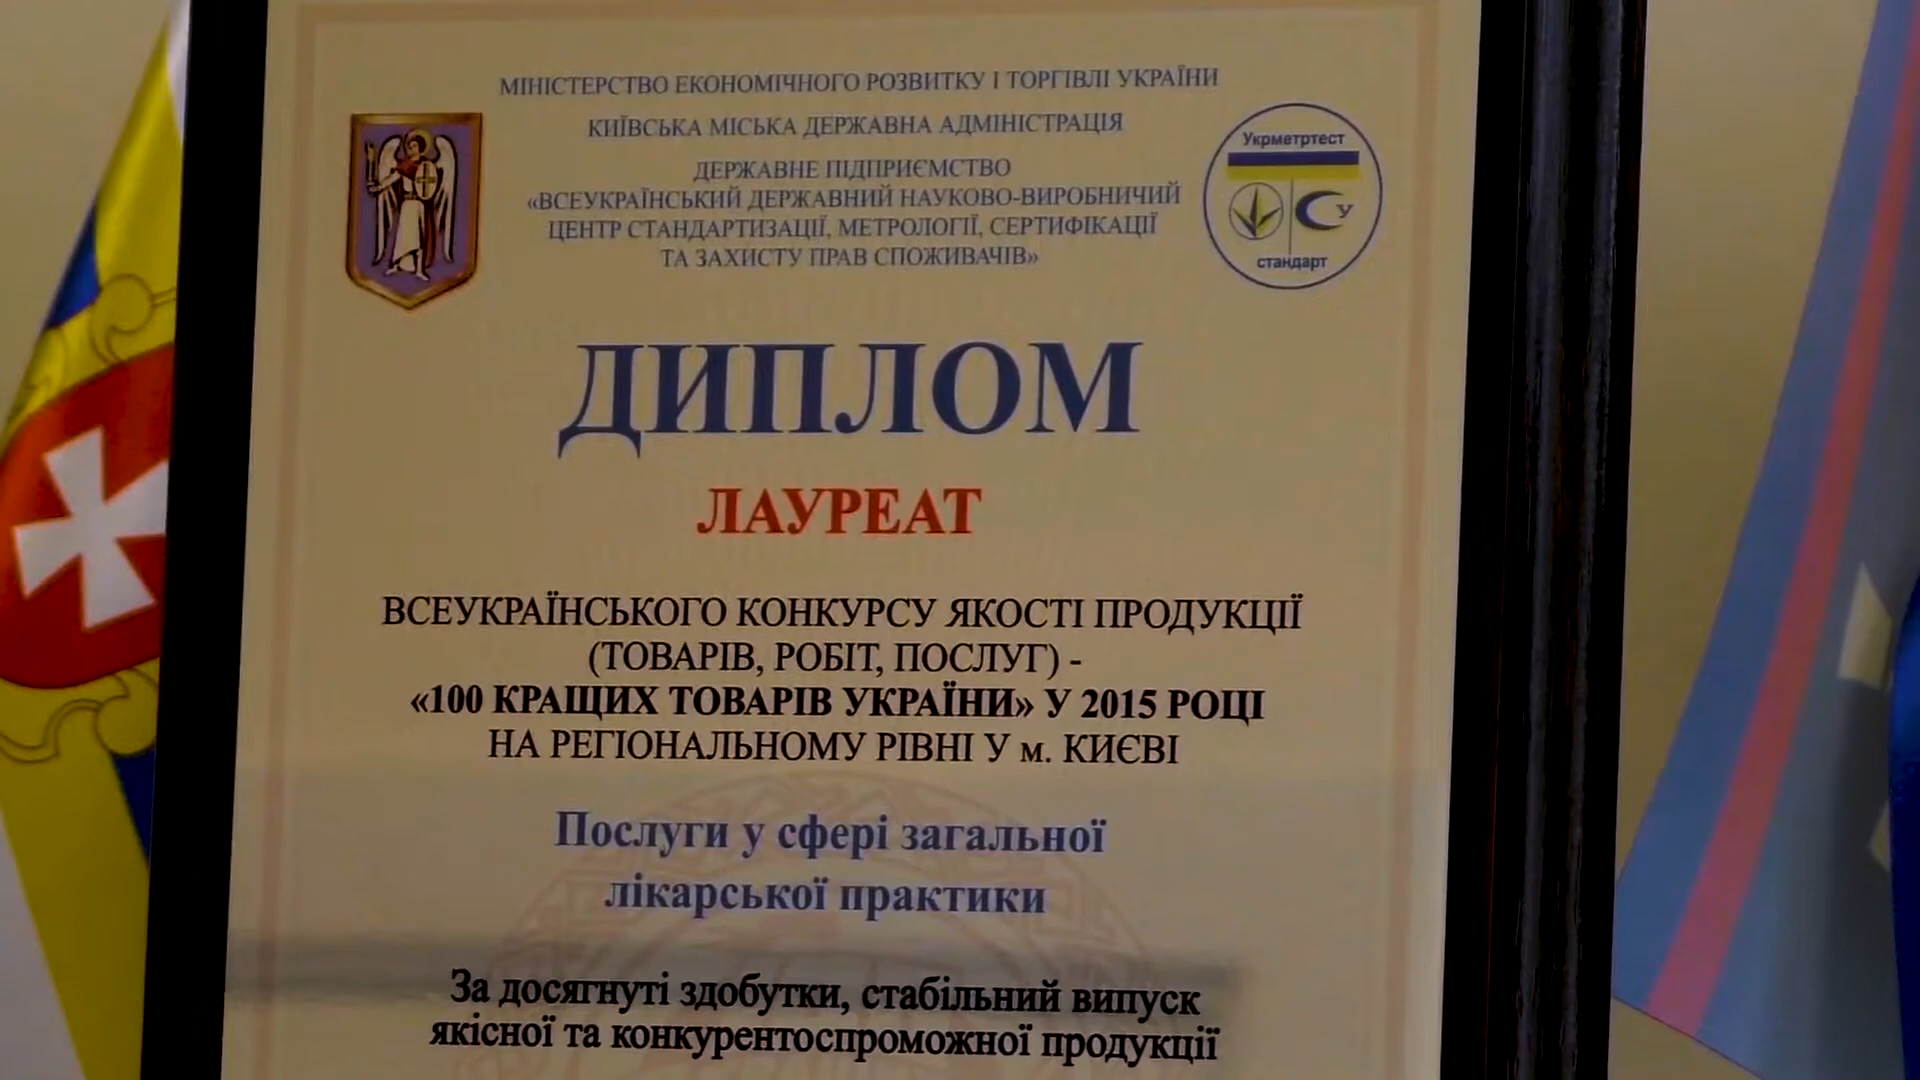 МІНІСТЕРСТВО ЕКОНОМІЧНОГО РОЗВИТКУ І ТОРГІВЛІ УКРАЇНИ
КИЇВСЬКА МІСЬКА ДЕРЖАВНА АДМІНІСТРАЦІЯ
ДЕРЖАВНЕ ПІДПРИЄМСТВО
«ВСЕУКРАЇНСЬКИЙ ДЕРЖАВНИЙ НАУКОВО-ВИРОБНИЧИЙ
ЦЕНТР СТАНДАРТИЗАЦІЇ, МЕТРОЛОГІЇ, СЕРТИФІКАЦІЇ
ТА ЗАХИСТУ ПРАВ СПОЖИВАЧІВ»
Укрметртест
У
стандарт
ДИПЛОМ
ЛАУРЕАТ
ВСЕУКРАЇНСЬКОГО КОНКУРСУ ЯКОСТІ ПРОДУКЦІЇ
(ТОВАРІВ, РОБІТ, ПОСЛУГ) -
«100 КРАЩИХ ТОВАРІВ УКРАЇНИ» У 2015 РОЦІ
НА РЕГІОНАЛЬНОМУ РІВНІ У м. КИЄВІ
Послуги у сфері загальної
лікарської практики
За досягнуті здобутки, стабільний випуск
якісної та конкурентоспроможної продукції